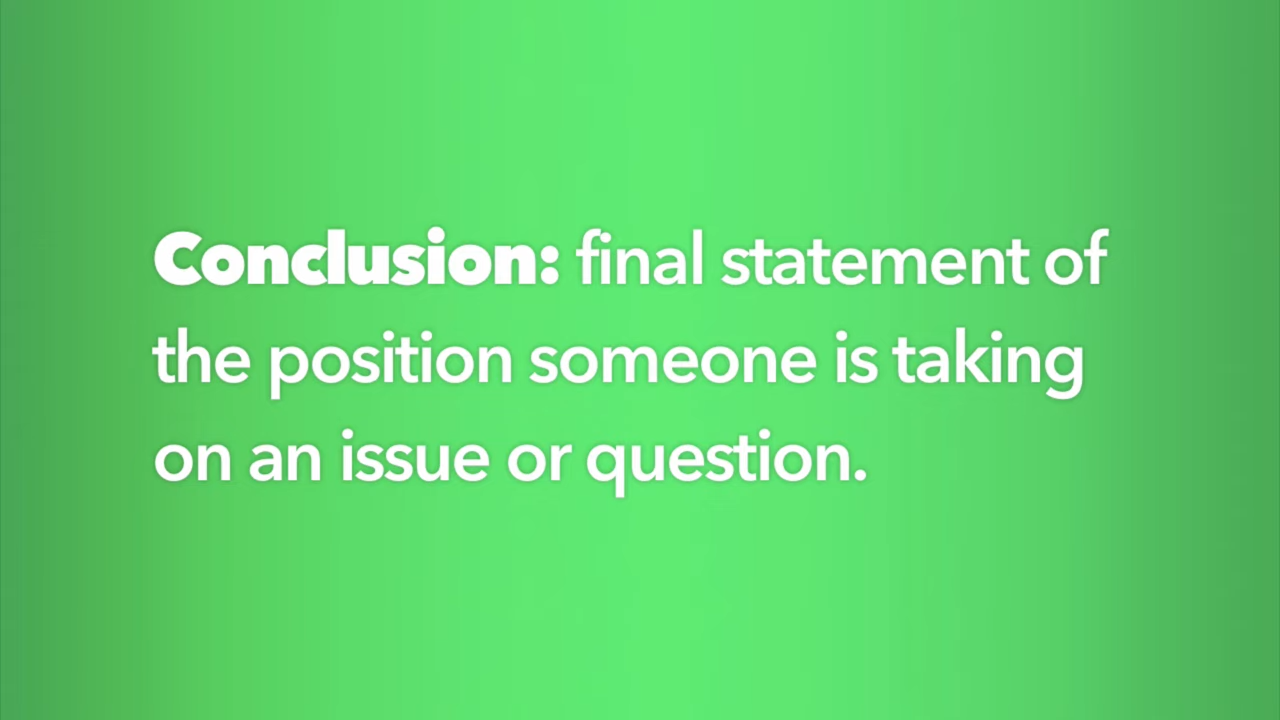 Conclusion: final statement of
the position someone is taking
on an issue or question.